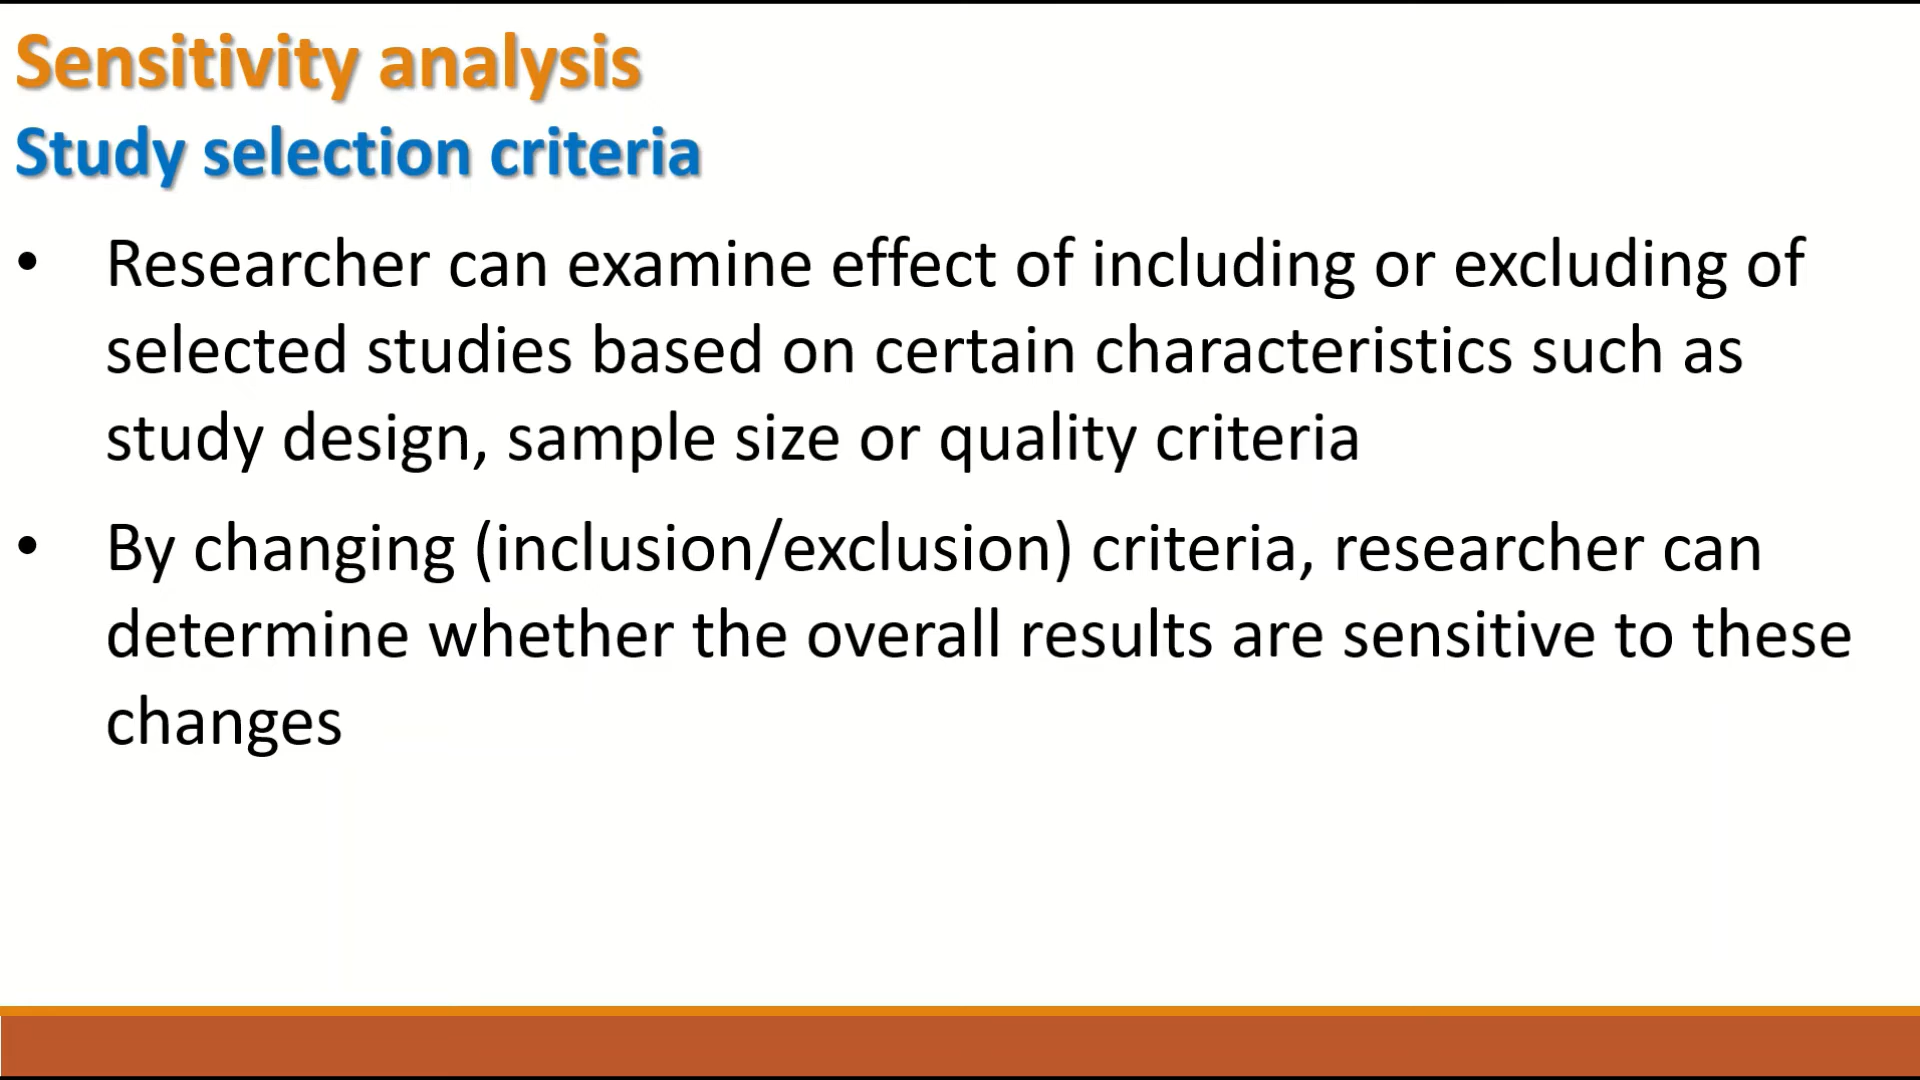 Sensitivity analysis
Study selection criteria
• Researcher can examine effect of including or excluding of
selected studies based on certain characteristics such as
study design, sample size or quality criteria
• By changing (inclusion/exclusion) criteria, researcher can
determine whether the overall results are sensitive to these
changes